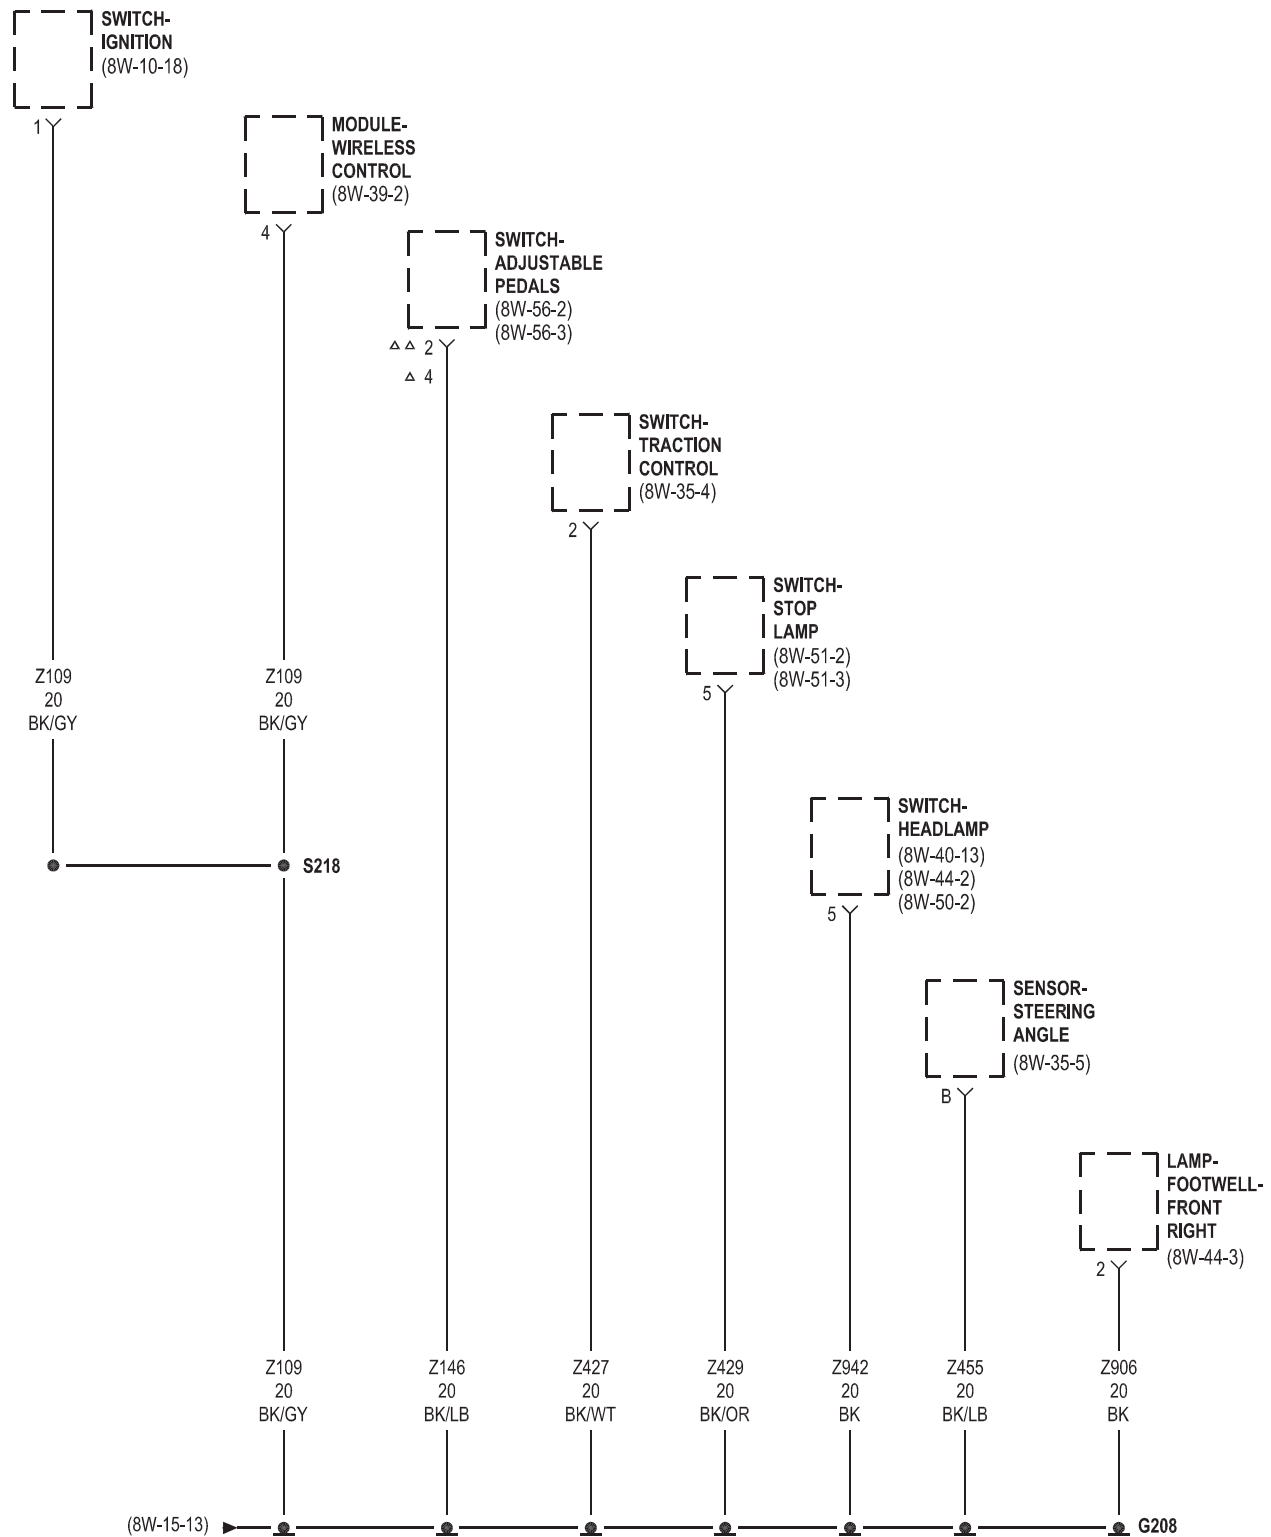 SWITCH-
IGNITION
(8W-10-18)
1
MODULE-
WIRELESS
CONTROL
(8W-39-2)
4
SWITCH-
ADJUSTABLE
PEDALS
(8W-56-2)
(8W-56-3)
△ △ 2
△ 4
SWITCH-
TRACTION
CONTROL
(8W-35-4)
2
SWITCH-
STOP
LAMP
(8W-51-2)
(8W-51-3)
5
Z109
20
BK/GY
Z109
20
BK/GY
SWITCH-
HEADLAMP
(8W-40-13)
(8W-44-2)
(8W-50-2)
5
S218
SENSOR-
STEERING
ANGLE
(8W-35-5)
B
LAMP-
FOOTWELL-
FRONT
RIGHT
(8W-44-3)
2
Z109
20
BK/GY
Z146
20
BK/LB
Z427
20
BK/WT
Z429
20
BK/OR
Z942
20
BK
Z455
20
BK/LB
Z906
20
BK
(8W-15-13)
G208